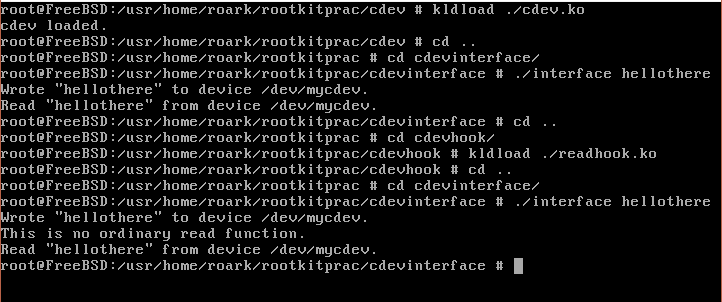 root@FreeBSD:/usr/home/roark/rootkitprac/cdev # kldload ./cdev.ko
cdev loaded.
root@FreeBSD:/usr/home/roark/rootkitprac/cdev # cd ..
root@FreeBSD:/usr/home/roark/rootkitprac # cd cdevinterface/
root@FreeBSD:/usr/home/roark/rootkitprac/cdevinterface # ./interface hellothere
Wrote "hellothere" to device /dev/mycdev.
Read "hellothere" from device /dev/mycdev.
root@FreeBSD:/usr/home/roark/rootkitprac/cdevinterface # cd ..
root@FreeBSD:/usr/home/roark/rootkitprac # cd cdevhook/
root@FreeBSD:/usr/home/roark/rootkitprac/cdevhook # kldload ./readhook.ko
root@FreeBSD:/usr/home/roark/rootkitprac/cdevhook # cd ..
root@FreeBSD:/usr/home/roark/rootkitprac # cd cdevinterface/
root@FreeBSD:/usr/home/roark/rootkitprac/cdevinterface # ./interface hellothere
Wrote "hellothere" to device /dev/mycdev.
This is no ordinary read function.
Read "hellothere" from device /dev/mycdev.
root@FreeBSD:/usr/home/roark/rootkitprac/cdevinterface #